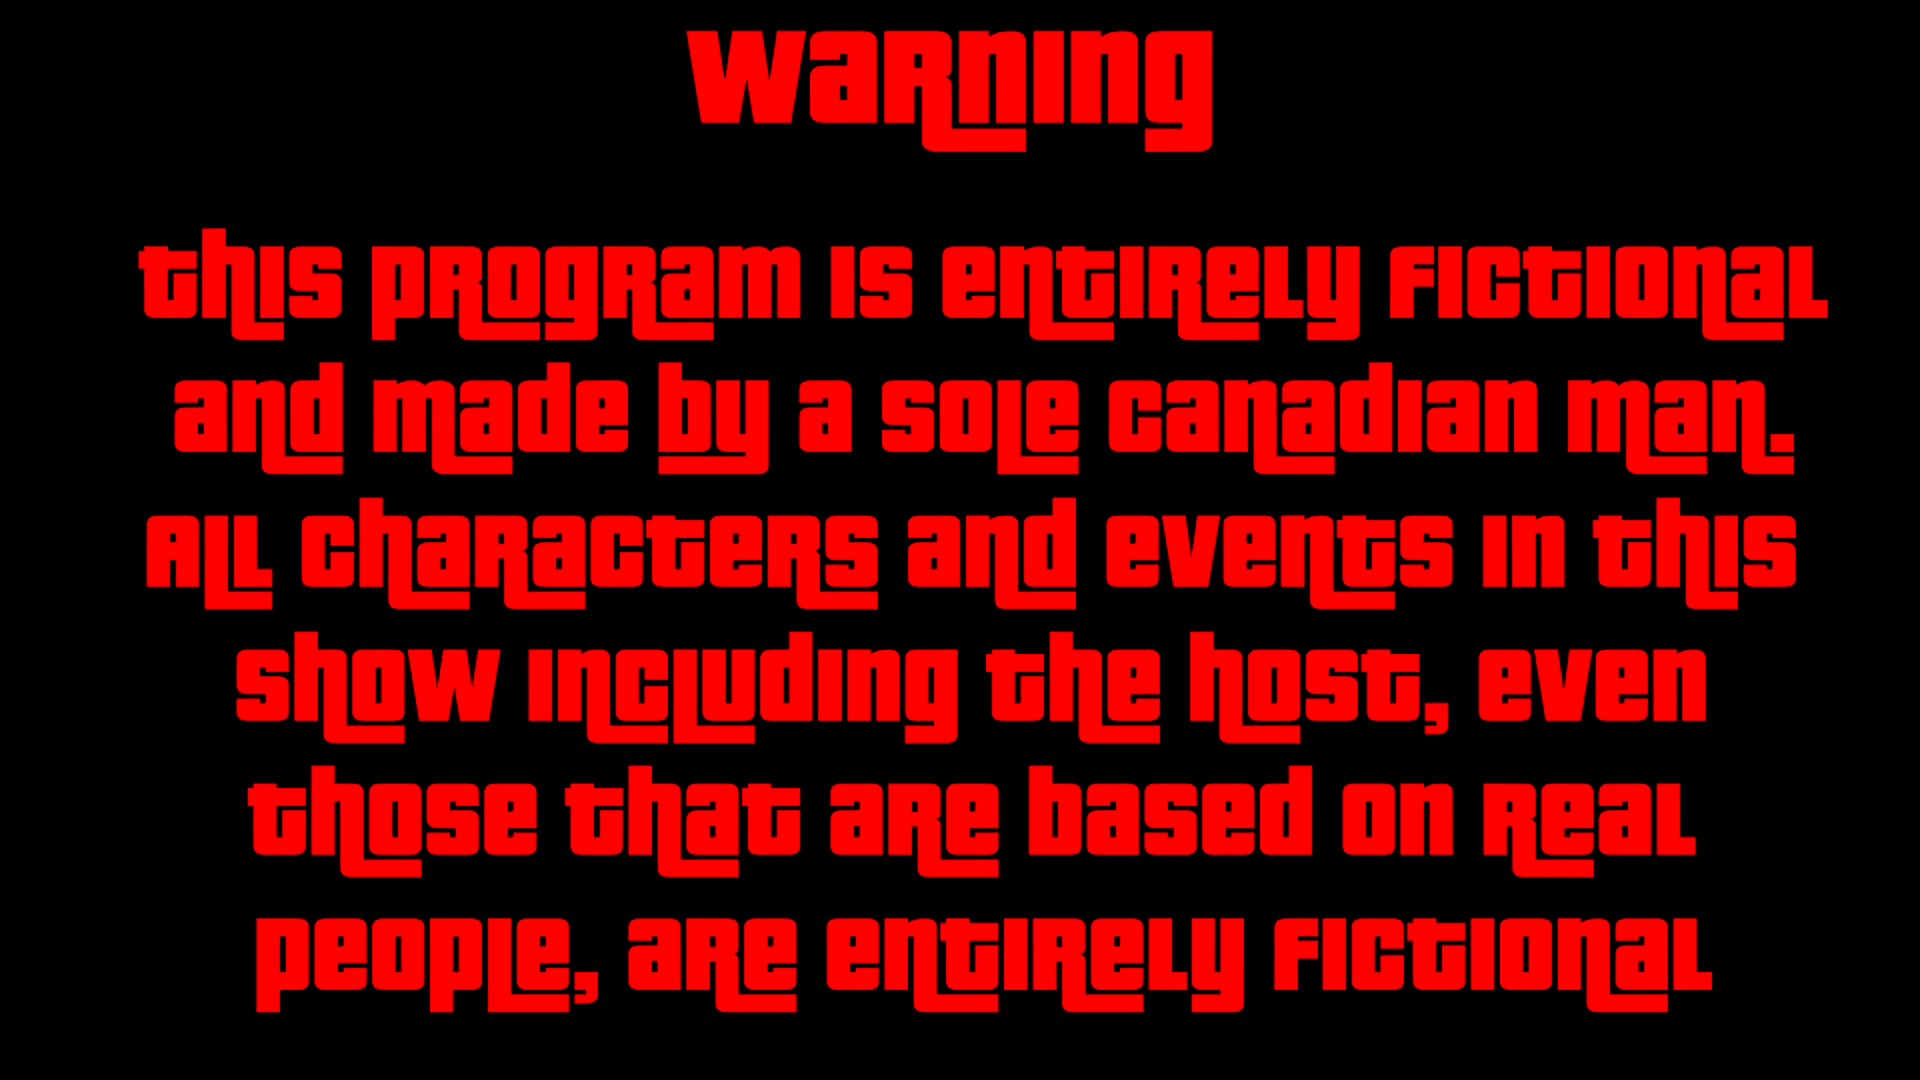 Warning
This program is entirely fictional
and made by a sole canadian man.
All characters and events in this
show including the host, even
those that are based on real
people, are entirely fictional